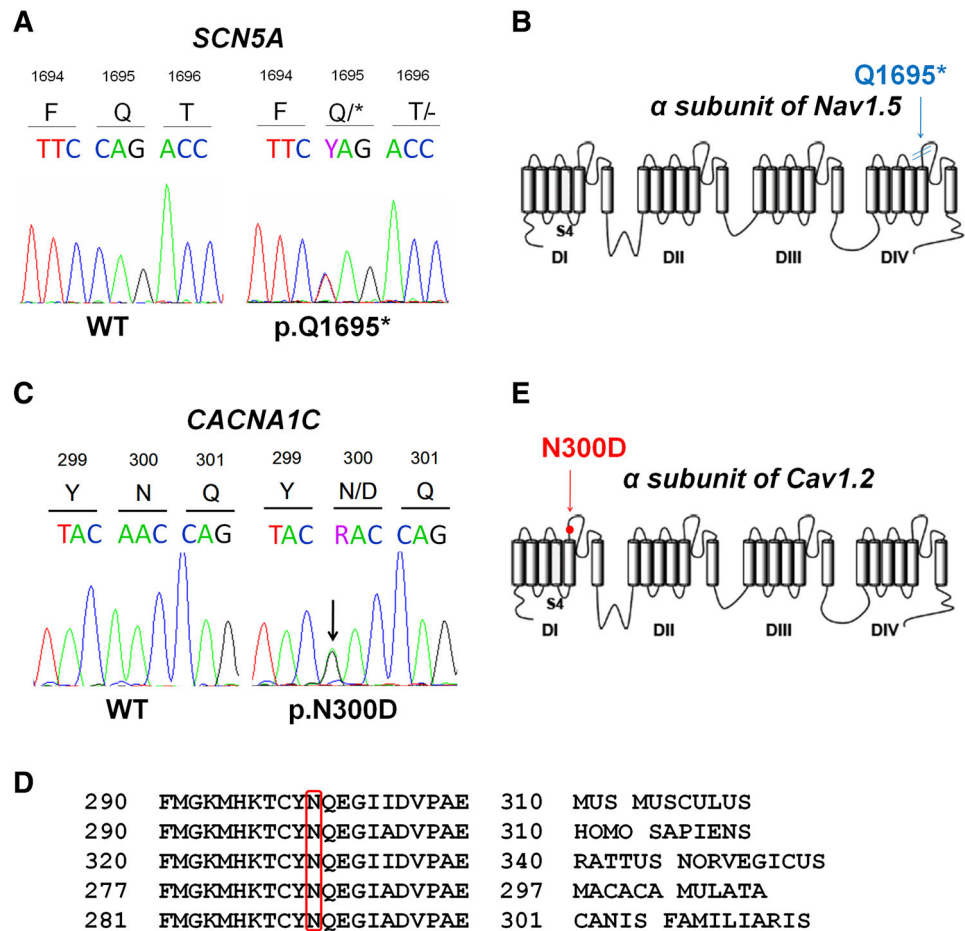 A
SCN5A
1694 1695 1696 1694 1695 1696
F Q T F Q/* T/-
TTC CAG ACC TTC YAG ACC
WT p.Q1695*
B
Q1695*
α subunit of Nav1.5
S4
DI DII DIII DIV
C
CACNA1C
299 300 301 299 300 301
Y N Q Y N/D Q
TAC AAC CAG TAC RAC CAG
WT p.N300D
E
N300D
α subunit of Cav1.2
S4
DI DII DIII DIV
D
290 FMGKMHKTCYNQEGIIDVPAE 310 MUS MUSCULUS
290 FMGKMHKTCYNQEGIADVPAE 310 HOMO SAPIENS
320 FMGKMHKTCYNQEGIIDVPAE 340 RATTUS NORVEGICUS
277 FMGKMHKTCYNQEGIADVPAE 297 MACACA MULATA
281 FMGKMHKTCYNQEGIADVPAE 301 CANIS FAMILIARIS